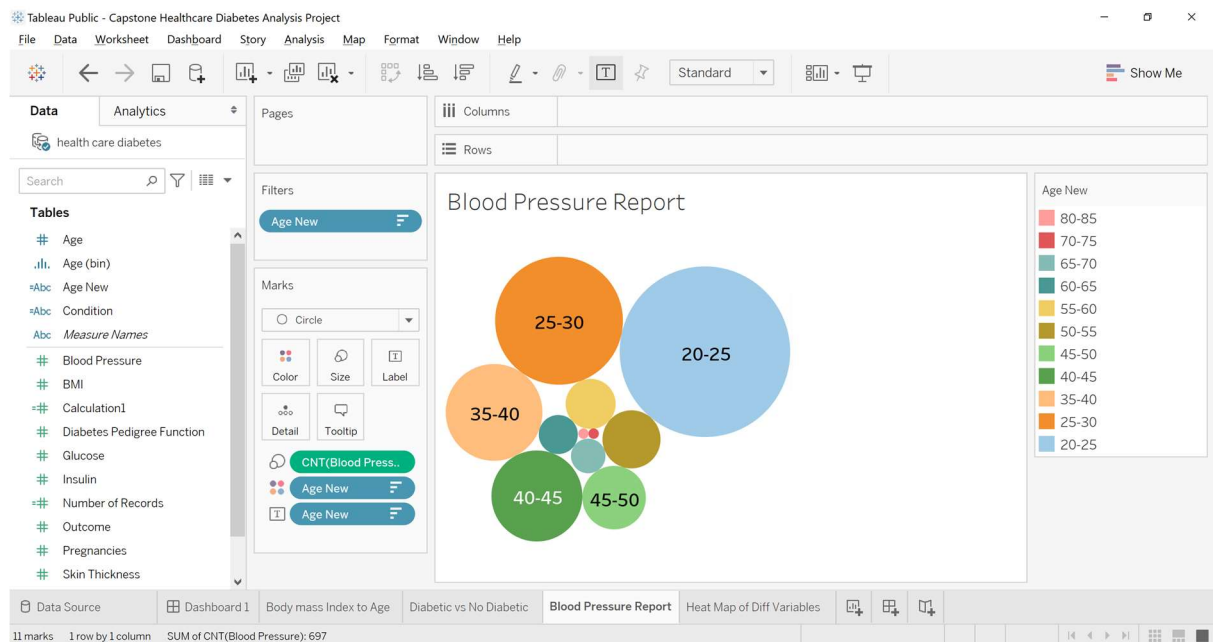 Tableau Public - Capstone Healthcare Diabetes Analysis Project
File Data Worksheet Dashboard Story Analysis Map Format Window Help
Standard
Show Me
Data Analytics
health care diabetes
Search
Tables
# Age
Age (bin)
=Abc Age New
=Abc Condition
Abc Measure Names
# Blood Pressure
# BMI
=# Calculation1
# Diabetes Pedigree Function
# Glucose
# Insulin
=# Number of Records
# Outcome
# Pregnancies
# Skin Thickness
Pages
Filters
Age New
Marks
Circle
Color Size Label
Detail Tooltip
CNT(Blood Press..
Age New
Age New
Columns
Rows
Blood Pressure Report
25-30
20-25
35-40
40-45
45-50
Age New
80-85
70-75
65-70
60-65
55-60
50-55
45-50
40-45
35-40
25-30
20-25
Data Source Dashboard 1 Body mass Index to Age Diabetic vs No Diabetic Blood Pressure Report Heat Map of Diff Variables
11 marks 1 row by 1 column SUM of CNT(Blood Pressure): 697